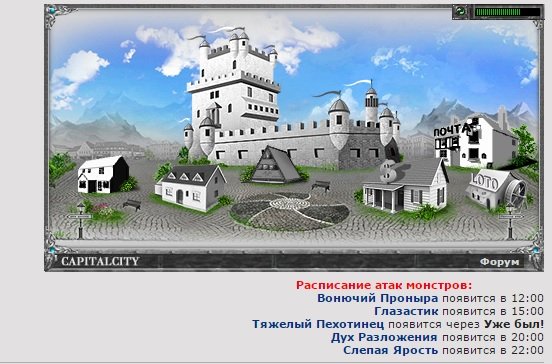 ПОЧТА
$
LOTO
CAPITALCITY
Форум
Расписание атак монстров:
Вонючий Проныра появится в 12:00
Глазастик появится в 15:00
Тяжелый Пехотинец появится через Уже был!
Дух Разложения появится в 20:00
Слепая Ярость появится в 22:00